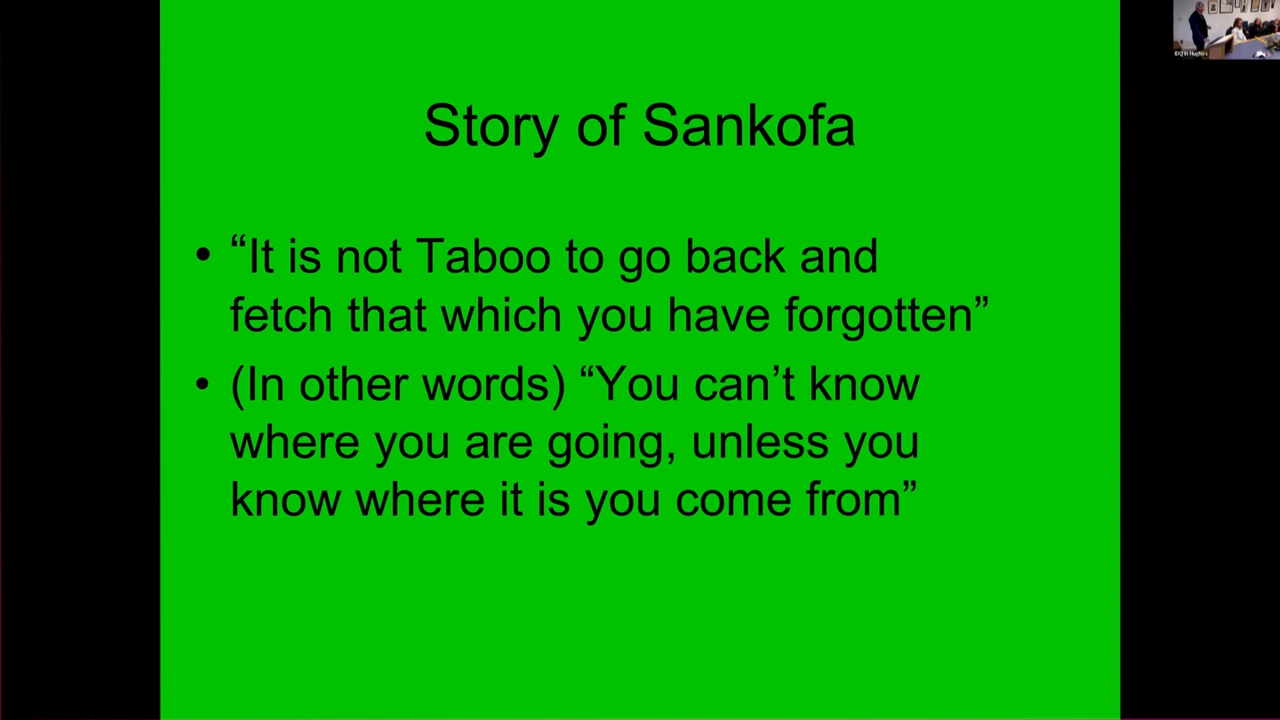 Story of Sankofa
• “It is not Taboo to go back and
fetch that which you have forgotten”
• (In other words) “You can’t know
where you are going, unless you
know where it is you come from”